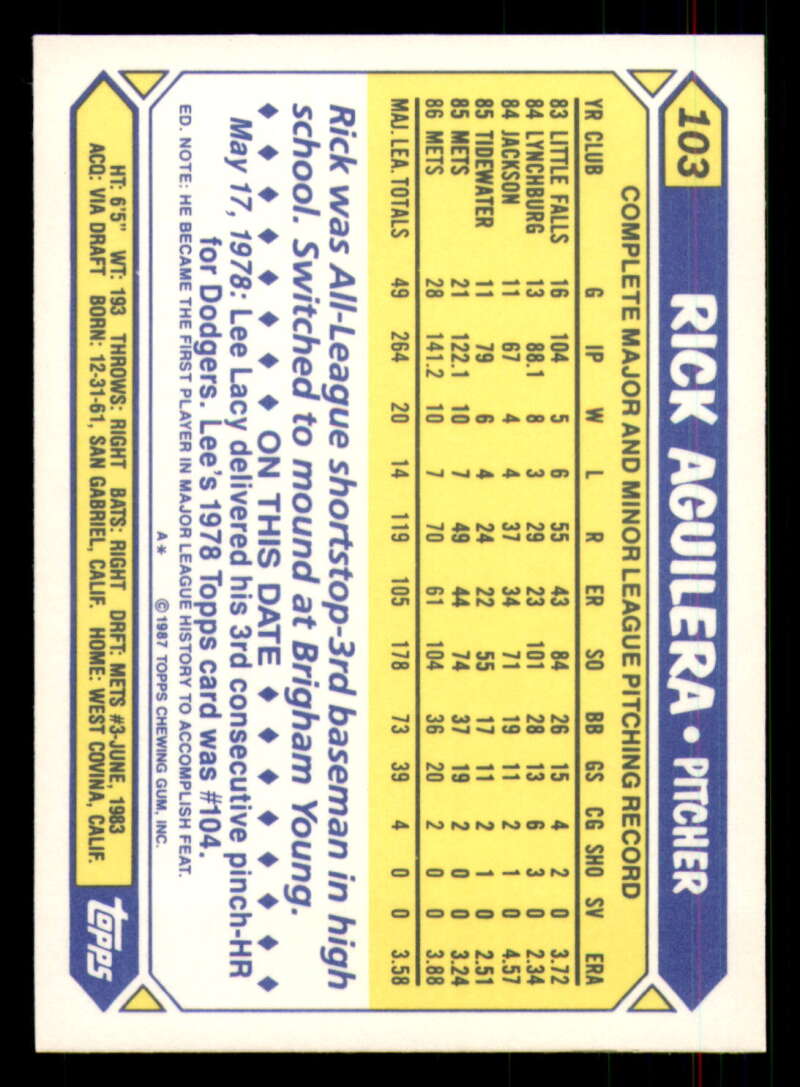 103 RICK AGUILERA • PITCHER
COMPLETE MAJOR AND MINOR LEAGUE PITCHING RECORD
YR CLUB G IP W L R ER SO BB GS CG SHO SV ERA
83 LITTLE FALLS 16 104 5 6 55 43 84 26 15 4 2 0 3.72
84 LYNCHBURG 13 88.1 8 3 29 23 101 28 13 6 3 0 2.34
84 JACKSON 11 67 4 4 37 34 71 19 11 2 1 0 4.57
85 TIDEWATER 11 79 6 4 24 22 55 17 11 2 1 0 2.51
85 METS 21 122.1 10 7 49 44 74 37 19 2 0 0 3.24
86 METS 28 141.2 10 7 70 61 104 36 20 2 0 0 3.88
MAJ. LEA. TOTALS 49 264 20 14 119 105 178 73 39 4 0 0 3.58
Rick was All-League shortstop-3rd baseman in high
school. Switched to mound at Brigham Young.
♦ ♦ ♦ ♦ ♦ ♦ ♦ ON THIS DATE ♦ ♦ ♦ ♦ ♦ ♦ ♦ ♦
May 17, 1978: Lee Lacy delivered his 3rd consecutive pinch-HR
for Dodgers. Lee's 1978 Topps card was #104.
ED. NOTE: HE BECAME THE FIRST PLAYER IN MAJOR LEAGUE HISTORY TO ACCOMPLISH FEAT.
A* ©1987 TOPPS CHEWING GUM, INC.
HT: 6'5" WT: 193 THROWS: RIGHT BATS: RIGHT DRFT: METS #3-JUNE, 1983
ACQ: VIA DRAFT BORN: 12-31-61, SAN GABRIEL, CALIF. HOME: WEST COVINA, CALIF.
topps